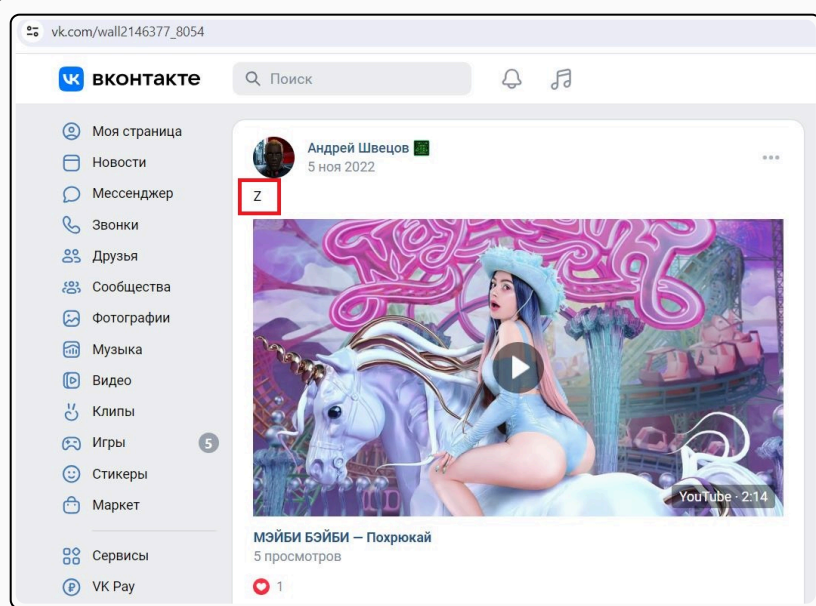 vk.com/wall2146377_8054
вконтакте
Поиск
Моя страница
Новости
Мессенджер
Звонки
Друзья
Сообщества
Фотографии
Музыка
Видео
Клипы
Игры 5
Стикеры
Маркет
Сервисы
VK Pay
Андрей Швецов
5 ноя 2022
Z
YouTube · 2:14
МЭЙБИ БЭЙБИ — Похрюкай
5 просмотров
1